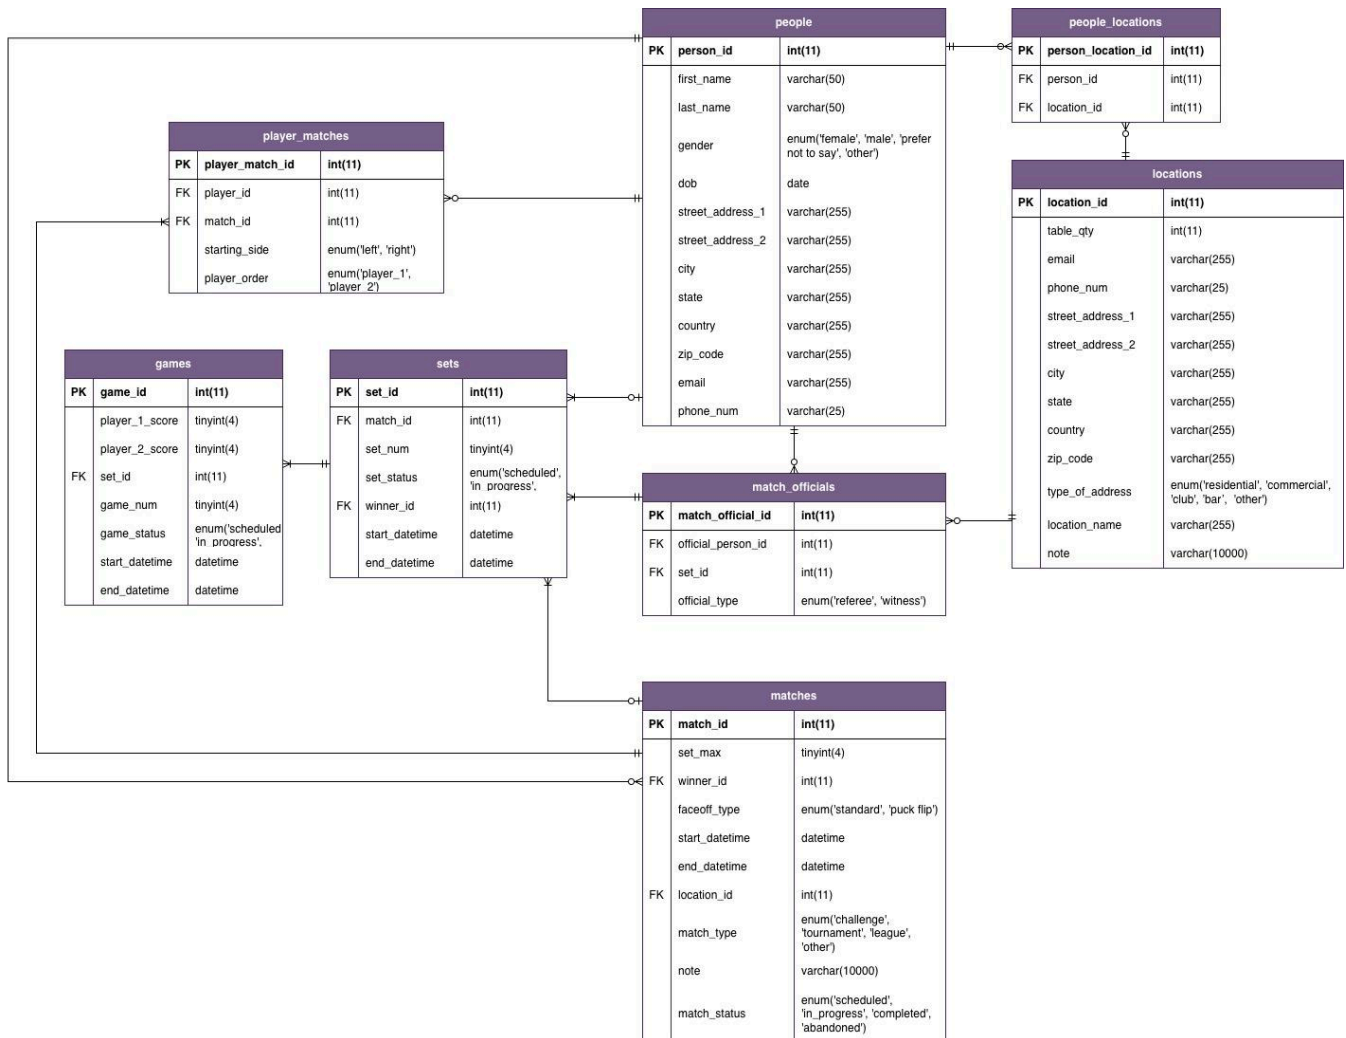 people
PK person_id int(11)
first_name varchar(50)
last_name varchar(50)
gender enum('female', 'male', 'prefer
not to say', 'other')
dob date
street_address_1 varchar(255)
street_address_2 varchar(255)
city varchar(255)
state varchar(255)
country varchar(255)
zip_code varchar(255)
email varchar(255)
phone_num varchar(25)
people_locations
PK person_location_id int(11)
FK person_id int(11)
FK location_id int(11)
player_matches
PK player_match_id int(11)
FK player_id int(11)
FK match_id int(11)
starting_side enum('left', 'right')
player_order enum('player_1',
'player_2')
locations
PK location_id int(11)
table_qty int(11)
email varchar(255)
phone_num varchar(25)
street_address_1 varchar(255)
street_address_2 varchar(255)
city varchar(255)
state varchar(255)
country varchar(255)
zip_code varchar(255)
type_of_address enum('residential', 'commercial',
'club', 'bar', 'other')
location_name varchar(255)
note varchar(10000)
games
PK game_id int(11)
player_1_score tinyint(4)
player_2_score tinyint(4)
FK set_id int(11)
game_num tinyint(4)
game_status enum('scheduled
'in_progress',
start_datetime datetime
end_datetime datetime
sets
PK set_id int(11)
FK match_id int(11)
set_num tinyint(4)
set_status enum('scheduled',
'in_progress',
FK winner_id int(11)
start_datetime datetime
end_datetime datetime
match_officials
PK match_official_id int(11)
FK official_person_id int(11)
FK set_id int(11)
official_type enum('referee', 'witness')
matches
PK match_id int(11)
set_max tinyint(4)
FK winner_id int(11)
faceoff_type enum('standard', 'puck flip')
start_datetime datetime
end_datetime datetime
FK location_id int(11)
match_type enum('challenge',
'tournament', 'league',
'other')
note varchar(10000)
match_status enum('scheduled',
'in_progress', 'completed',
'abandoned')